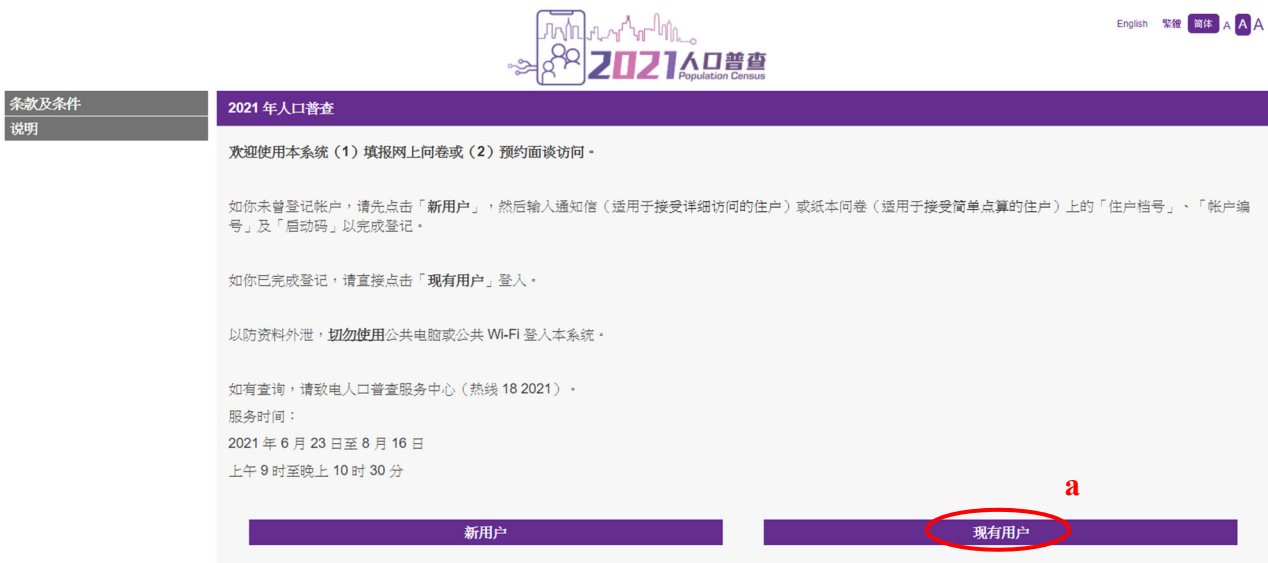 English 繁體 简体 A A A
2021人口普查
Population Census
条款及条件
说明
2021 年人口普查
欢迎使用本系统（1）填报网上问卷或（2）预约面谈访问。
如你未曾登记帐户，请先点击「新用户」，然后输入通知信（适用于接受详细访问的住户）或纸本问卷（适用于接受简单点算的住户）上的「住户档号」、「帐户编
号」及「启动码」以完成登记。
如你已完成登记，请直接点击「现有用户」登入。
以防资料外泄，切勿使用公共电脑或公共 Wi-Fi 登入本系统。
如有查询，请致电人口普查服务中心（热线 18 2021）。
服务时间：
2021 年 6 月 23 日至 8 月 16 日
上午 9 时至晚上 10 时 30 分
a
新用户
现有用户